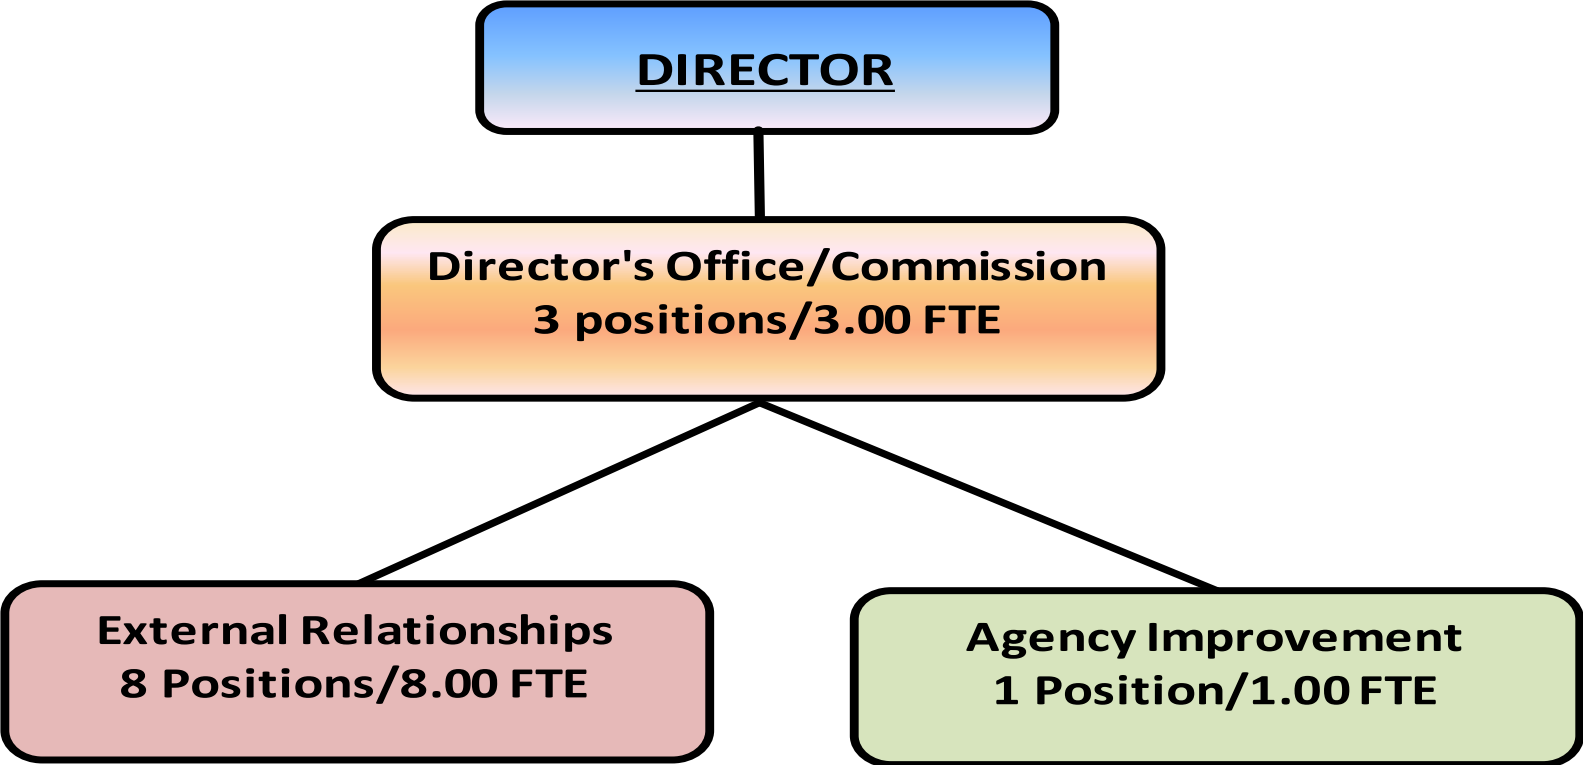 DIRECTOR
Director's Office/Commission
3 positions/3.00 FTE
External Relationships
8 Positions/8.00 FTE
Agency Improvement
1 Position/1.00 FTE